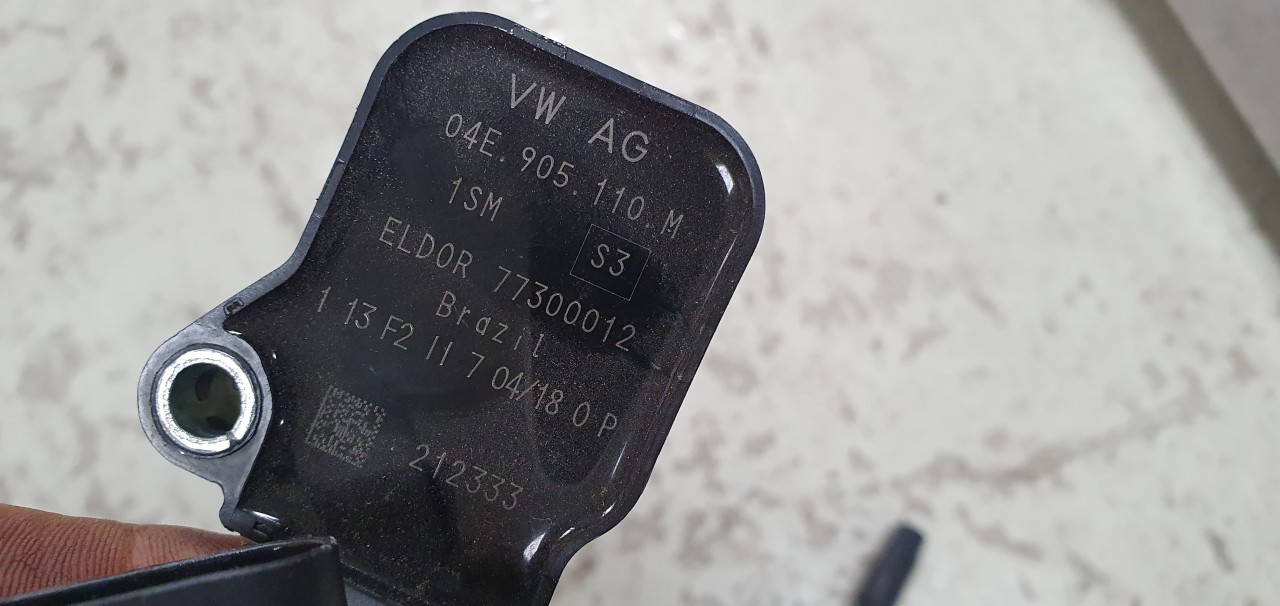 VW AG
04E.905.110.M
1SM
S3
ELDOR 77300012
Brazil
1 13 F2 II 7 04/18 0 P
212333